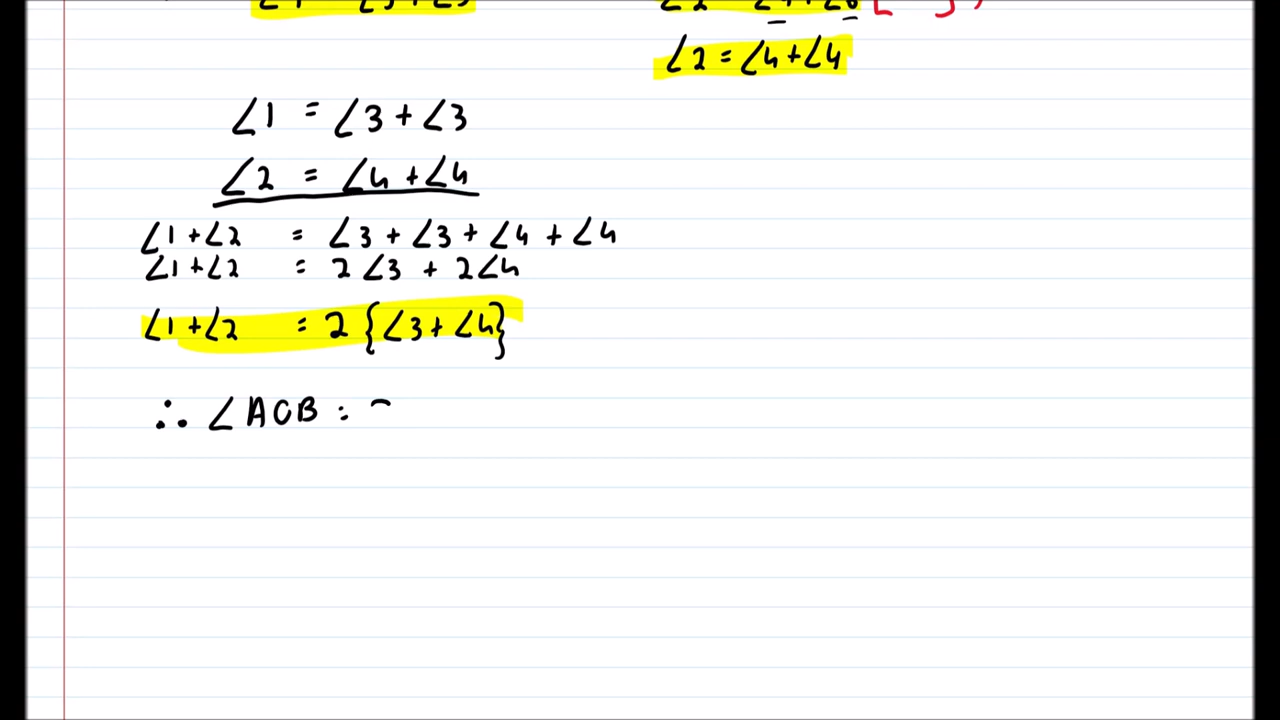 ∠2 = ∠4+∠4
∠1 = ∠3 + ∠3
∠2 = ∠4 + ∠4
∠1 + ∠2 = ∠3 + ∠3 + ∠4 + ∠4
∠1 + ∠2 = 2∠3 + 2∠4
∠1 + ∠2 = 2{∠3 + ∠4}
∴ ∠ACB =